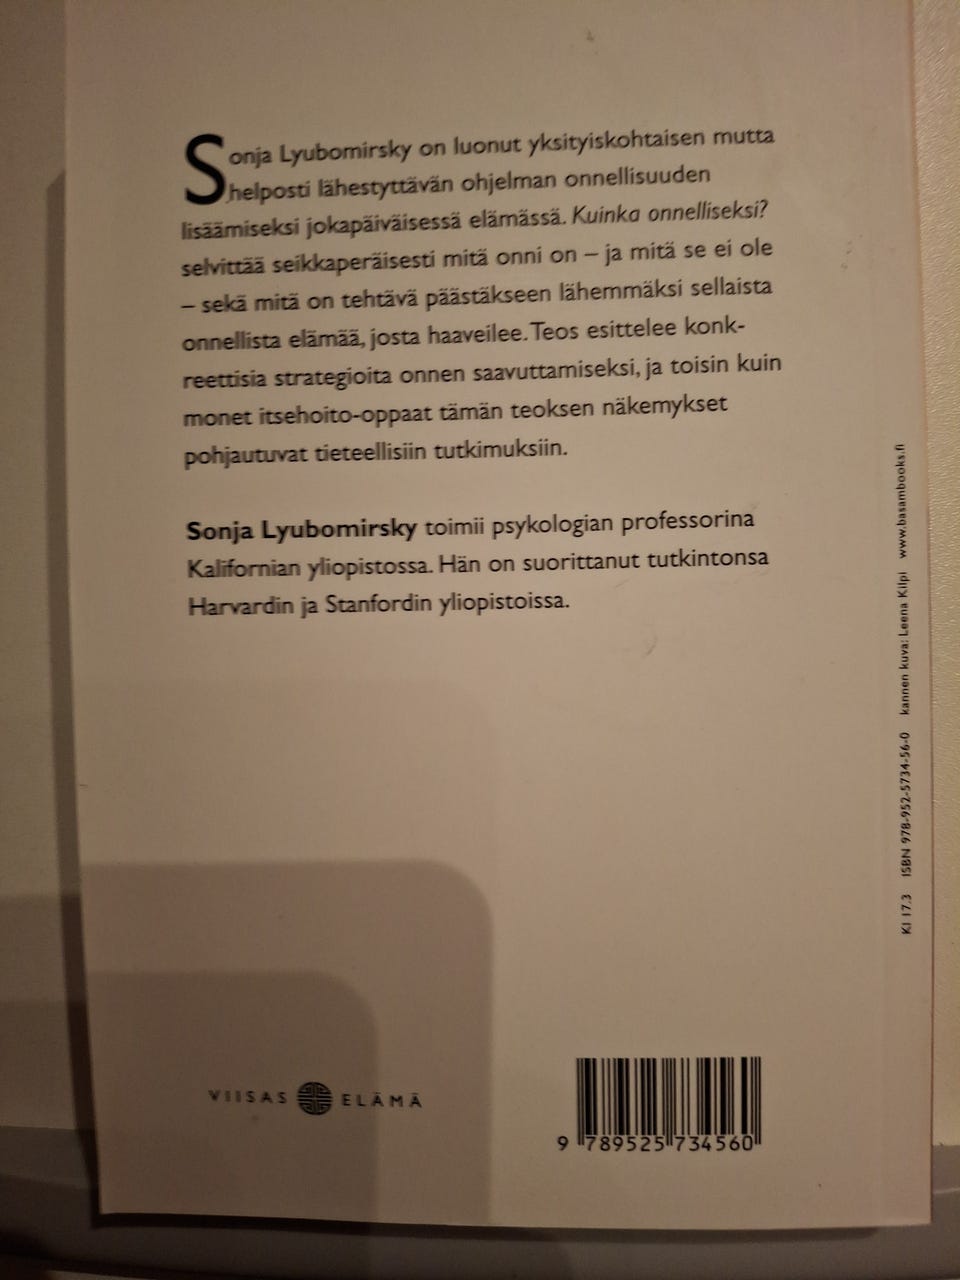 Sonja Lyubomirsky on luonut yksityiskohtaisen mutta
helposti lähestyttävän ohjelman onnellisuuden
lisäämiseksi jokapäiväisessä elämässä. Kuinka onnelliseksi?
selvittää seikkaperäisesti mitä onni on – ja mitä se ei ole
– sekä mitä on tehtävä päästäkseen lähemmäksi sellaista
onnellista elämää, josta haaveilee. Teos esittelee konk-
reettisia strategioita onnen saavuttamiseksi, ja toisin kuin
monet itsehoito-oppaat tämän teoksen näkemykset
pohjautuvat tieteellisiin tutkimuksiin.
Sonja Lyubomirsky toimii psykologian professorina
Kalifornian yliopistossa. Hän on suorittanut tutkintonsa
Harvardin ja Stanfordin yliopistoissa.
Kl 17.3 ISBN 978-952-5734-56-0 kannen kuva: Leena Kilpi www.basambooks.fi
VIISAS ELÄMÄ
9 789525 734560